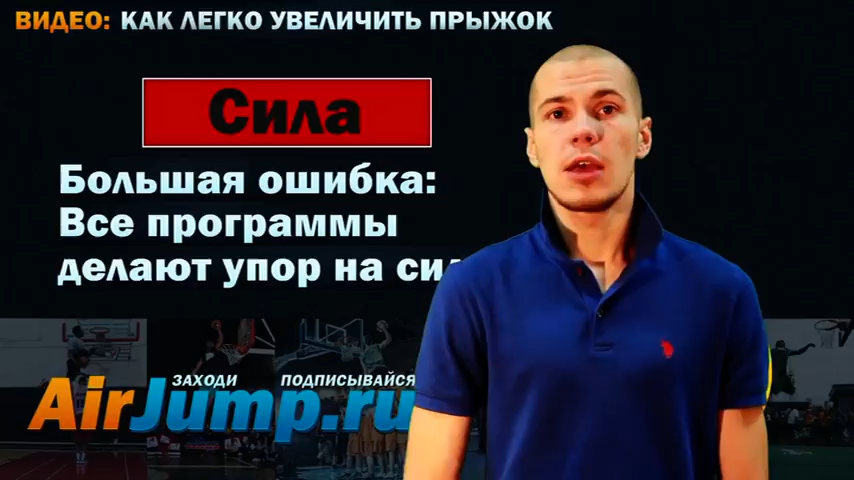 ВИДЕО: КАК ЛЕГКО УВЕЛИЧИТЬ ПРЫЖОК
Сила
Большая ошибка:
Все программы
делают упор на
ЗАХОДИ ПОДПИСЫВАЙСЯ
AirJump.ru